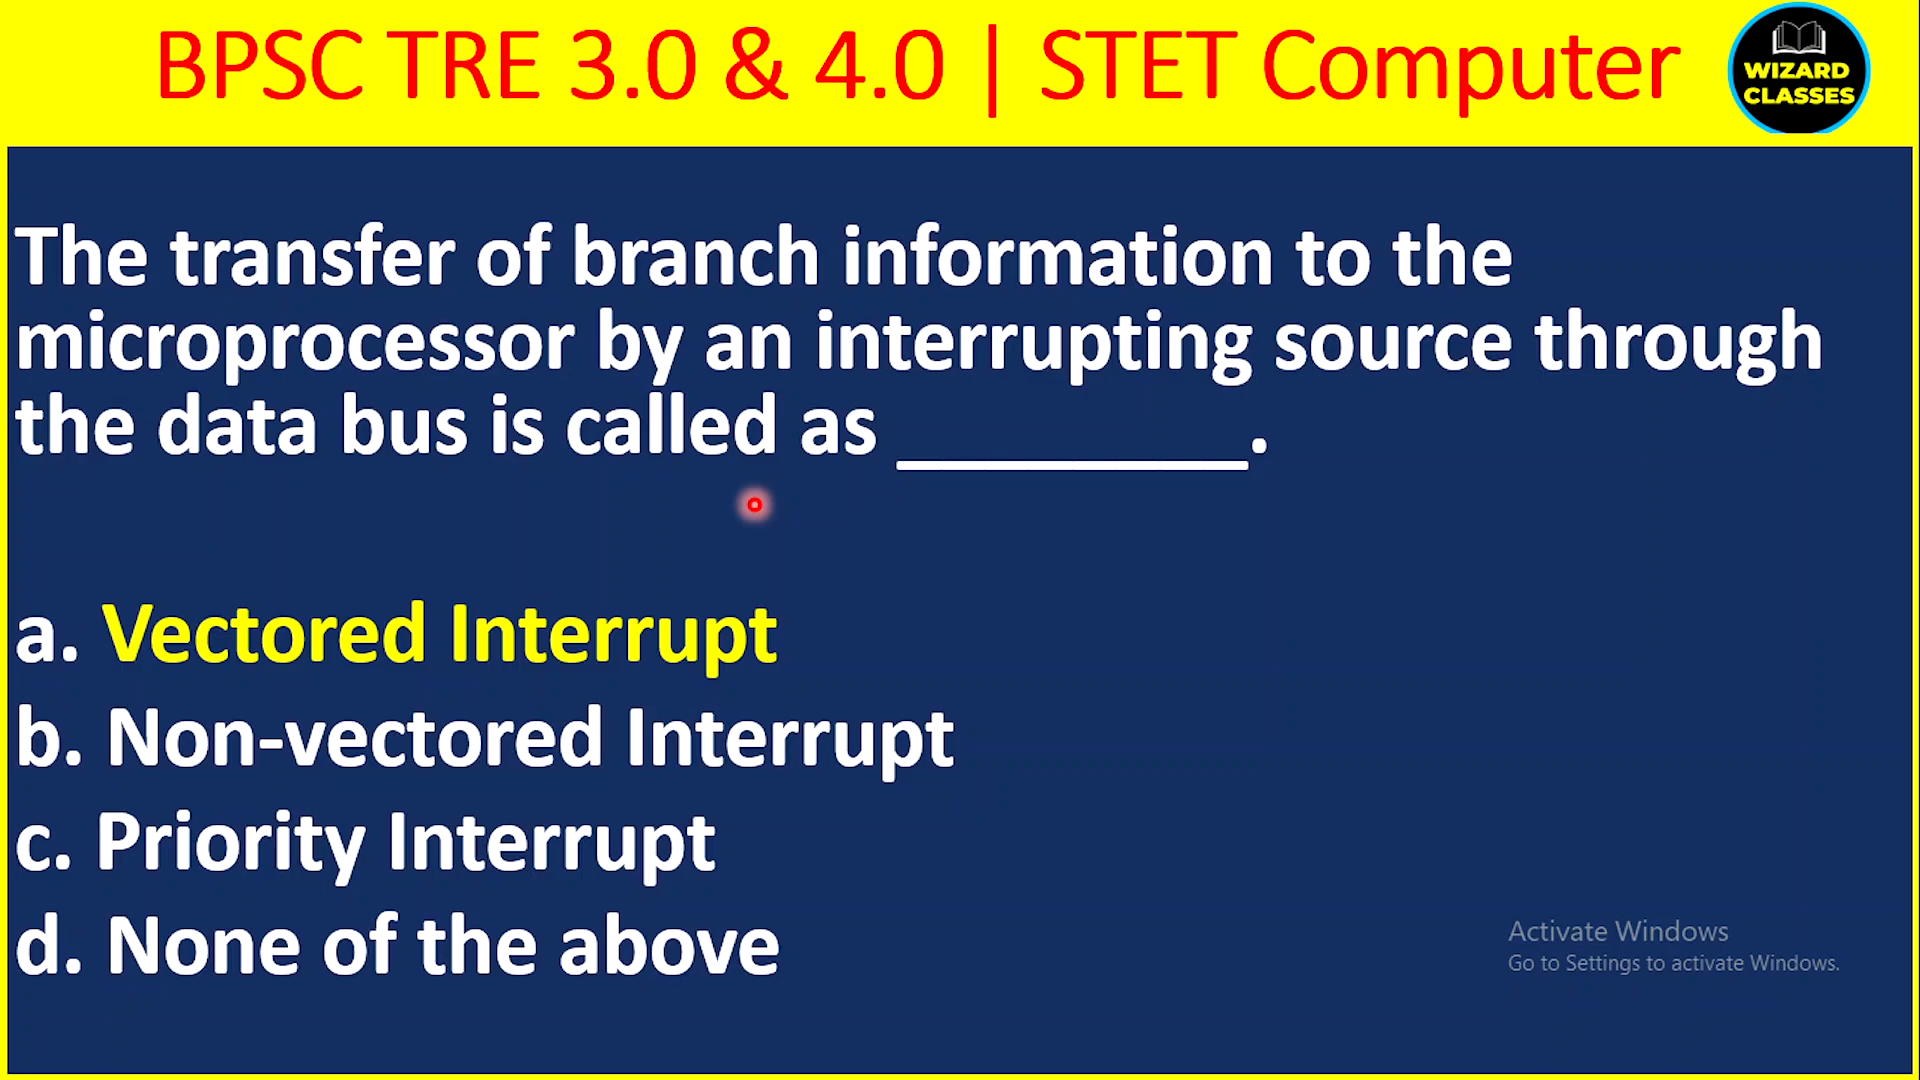 BPSC TRE 3.0 & 4.0 | STET Computer
WIZARD
CLASSES
The transfer of branch information to the
microprocessor by an interrupting source through
the data bus is called as _________.
a. Vectored Interrupt
b. Non-vectored Interrupt
c. Priority Interrupt
d. None of the above
Activate Windows
Go to Settings to activate Windows.